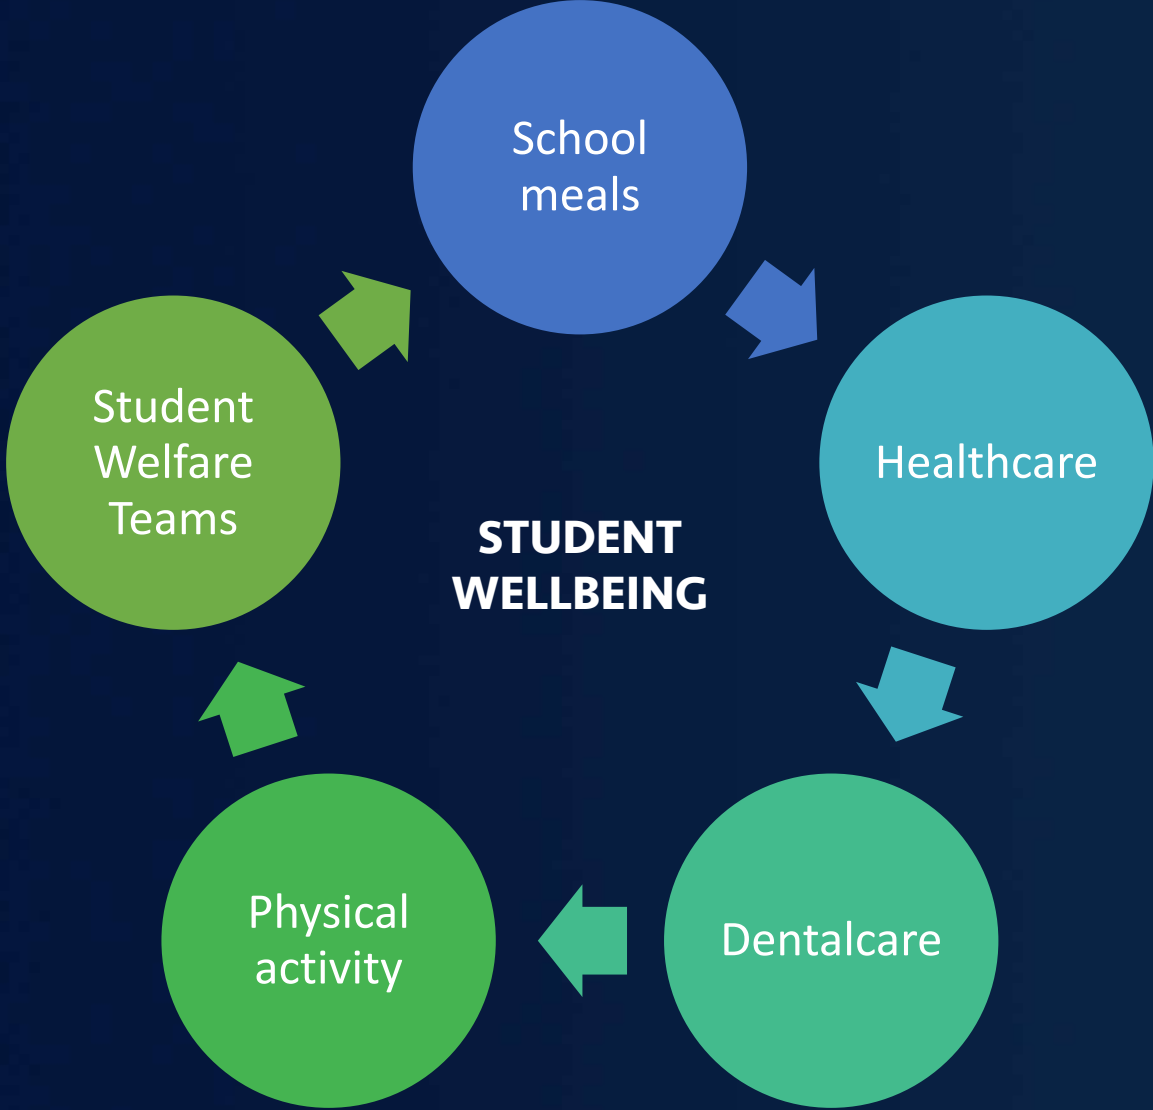 School
meals
Healthcare
Dentalcare
Physical
activity
Student
Welfare
Teams
STUDENT
WELLBEING